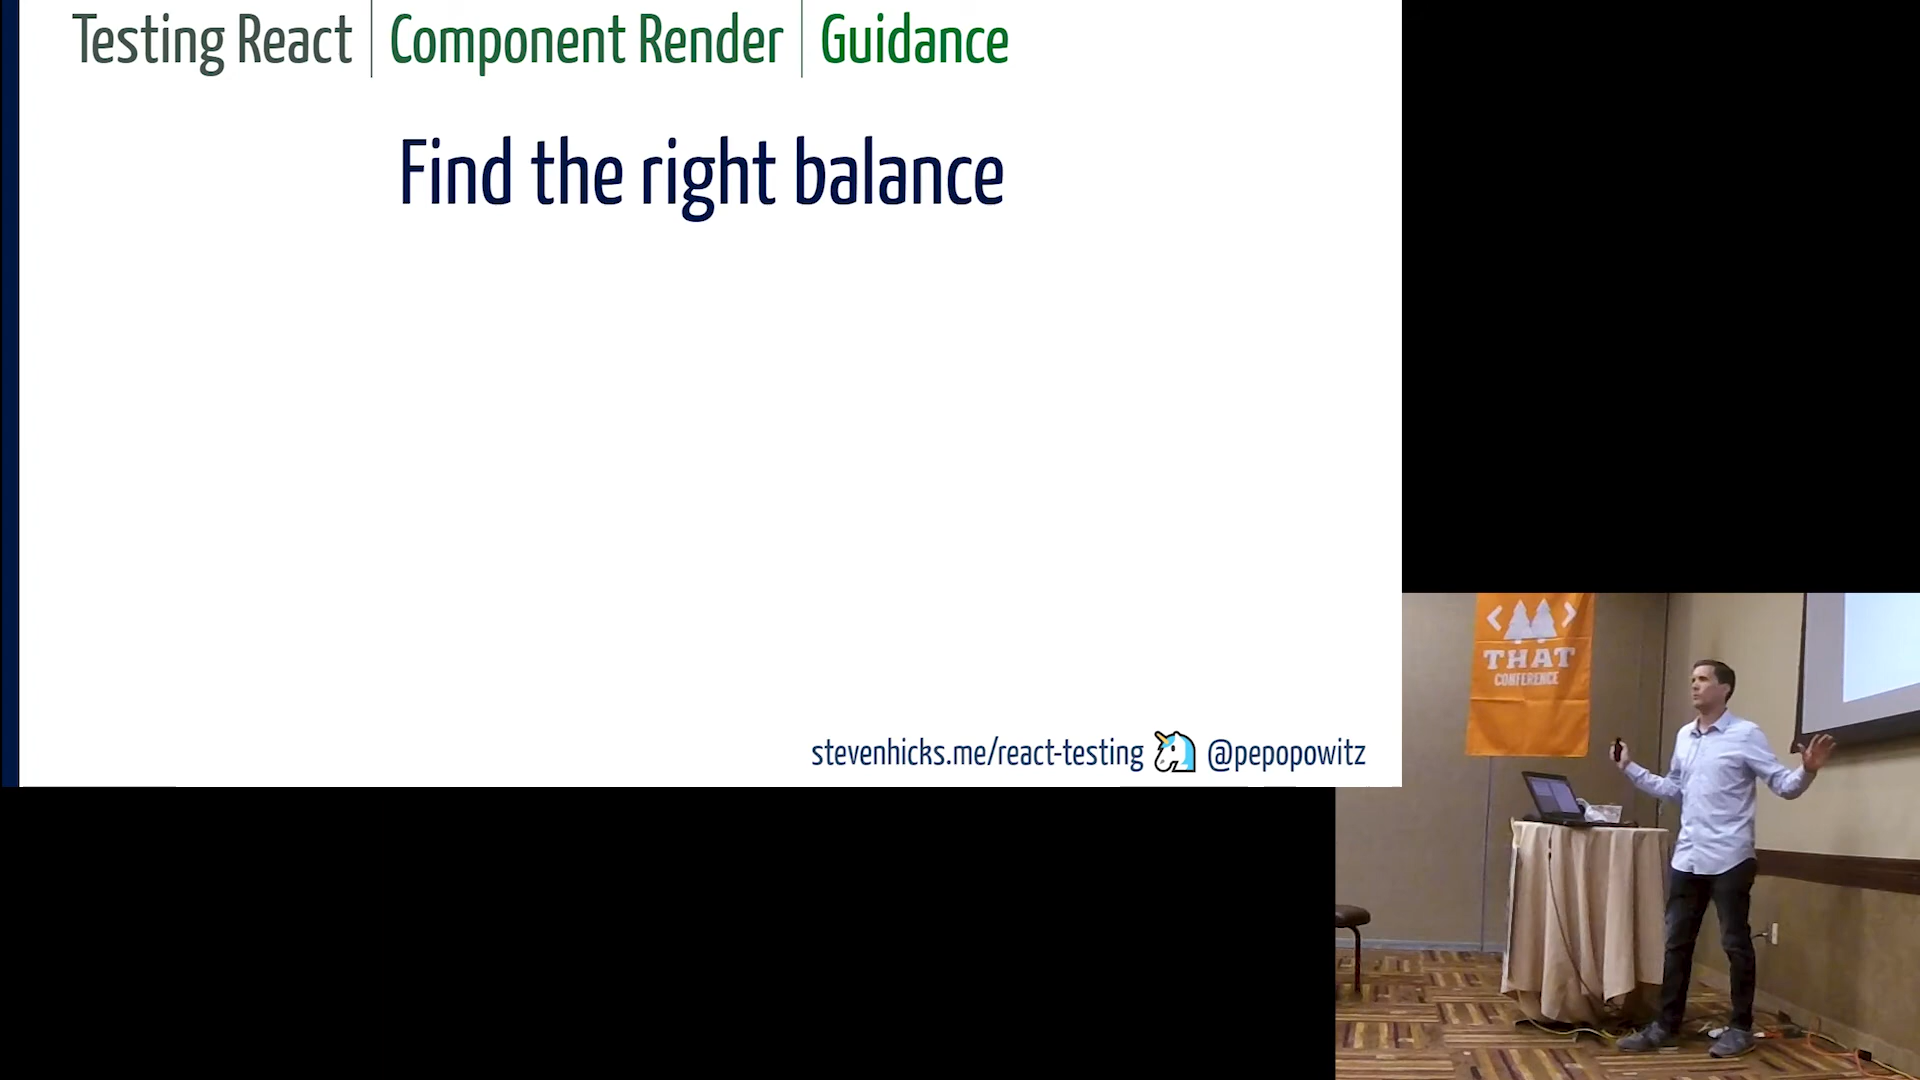 Testing React | Component Render | Guidance
Find the right balance
stevenhicks.me/react-testing 🦄 @pepopowitz
< >
THAT
CONFERENCE